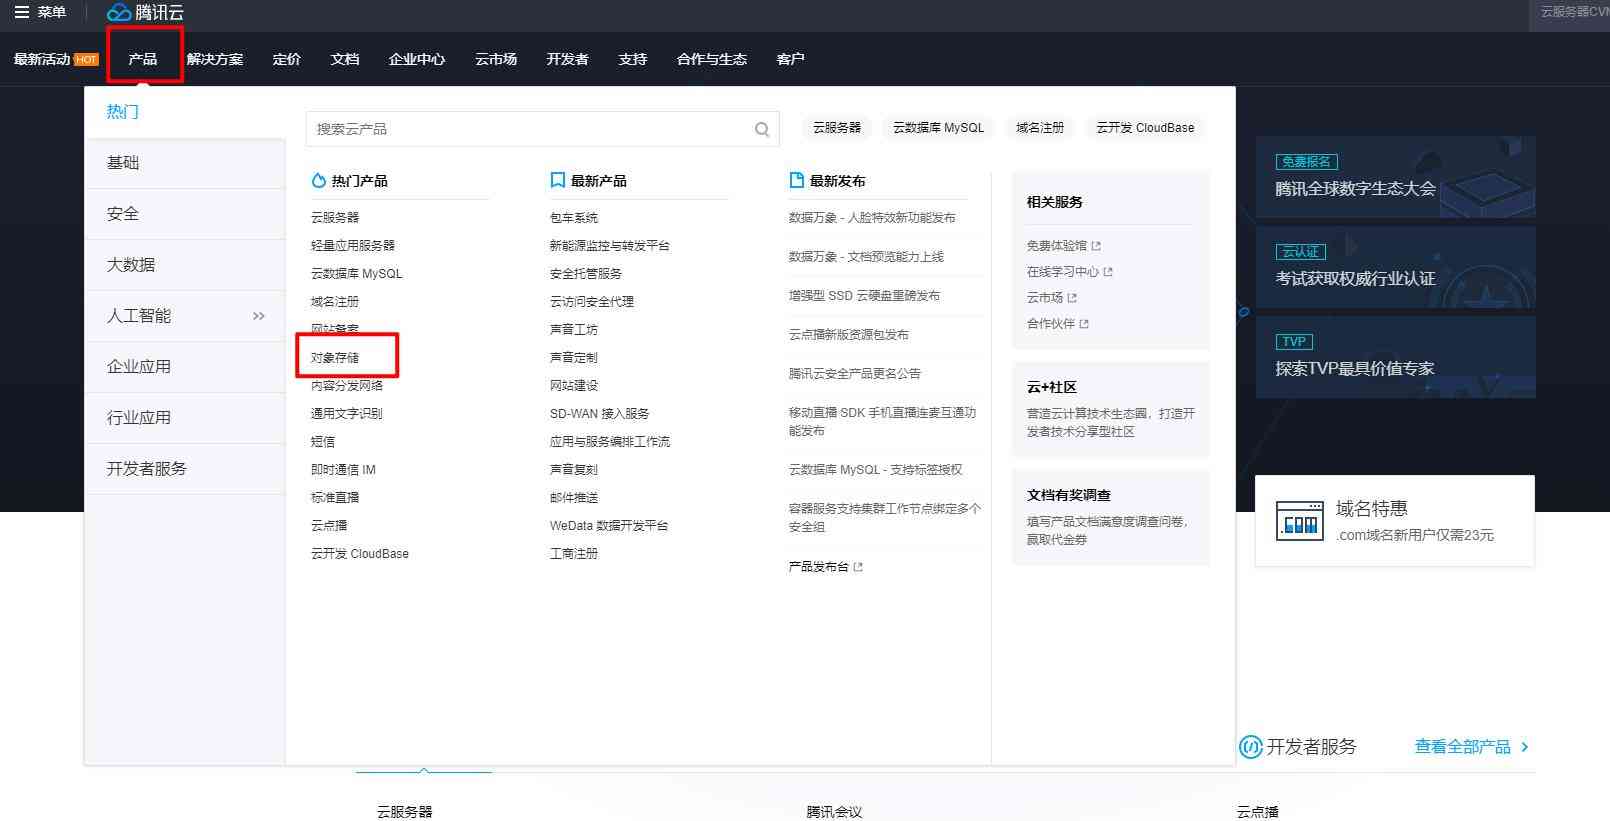 菜单
腾讯云
云服务器CVM
最新活动 HOT
产品
解决方案
定价
文档
企业中心
云市场
开发者
支持
合作与生态
客户
热门
基础
安全
大数据
人工智能
企业应用
行业应用
开发者服务
搜索云产品
云服务器
云数据库 MySQL
域名注册
云开发 CloudBase
热门产品
云服务器
轻量应用服务器
云数据库 MySQL
域名注册
网站备案
对象存储
内容分发网络
通用文字识别
短信
即时通信 IM
标准直播
云点播
云开发 CloudBase
最新产品
包车系统
新能源监控与转发平台
安全托管服务
云访问安全代理
声音工坊
声音定制
网站建设
SD-WAN 接入服务
应用与服务编排工作流
声音复刻
邮件推送
WeData 数据开发平台
工商注册
最新发布
数据万象 - 人脸特效新功能发布
数据万象 - 文档预览能力上线
增强型 SSD 云硬盘重磅发布
云点播新版资源包发布
腾讯云安全产品更名公告
移动直播 SDK 手机直播连麦互通功
能发布
云数据库 MySQL - 支持标签授权
容器服务支持集群工作节点绑定多个
安全组
产品发布台
相关服务
免费体验馆
在线学习中心
云市场
合作伙伴
云+社区
营造云计算技术生态圈，打造开
发者技术分享型社区
文档有奖调查
填写产品文档满意度调查问卷，
赢取代金券
免费报名
腾讯全球数字生态大会
云认证
考试获取权威行业认证
TVP
探索TVP最具价值专家
.com
域名特惠
.com域名新用户仅需23元
开发者服务
查看全部产品
云服务器
腾讯会议
云点播